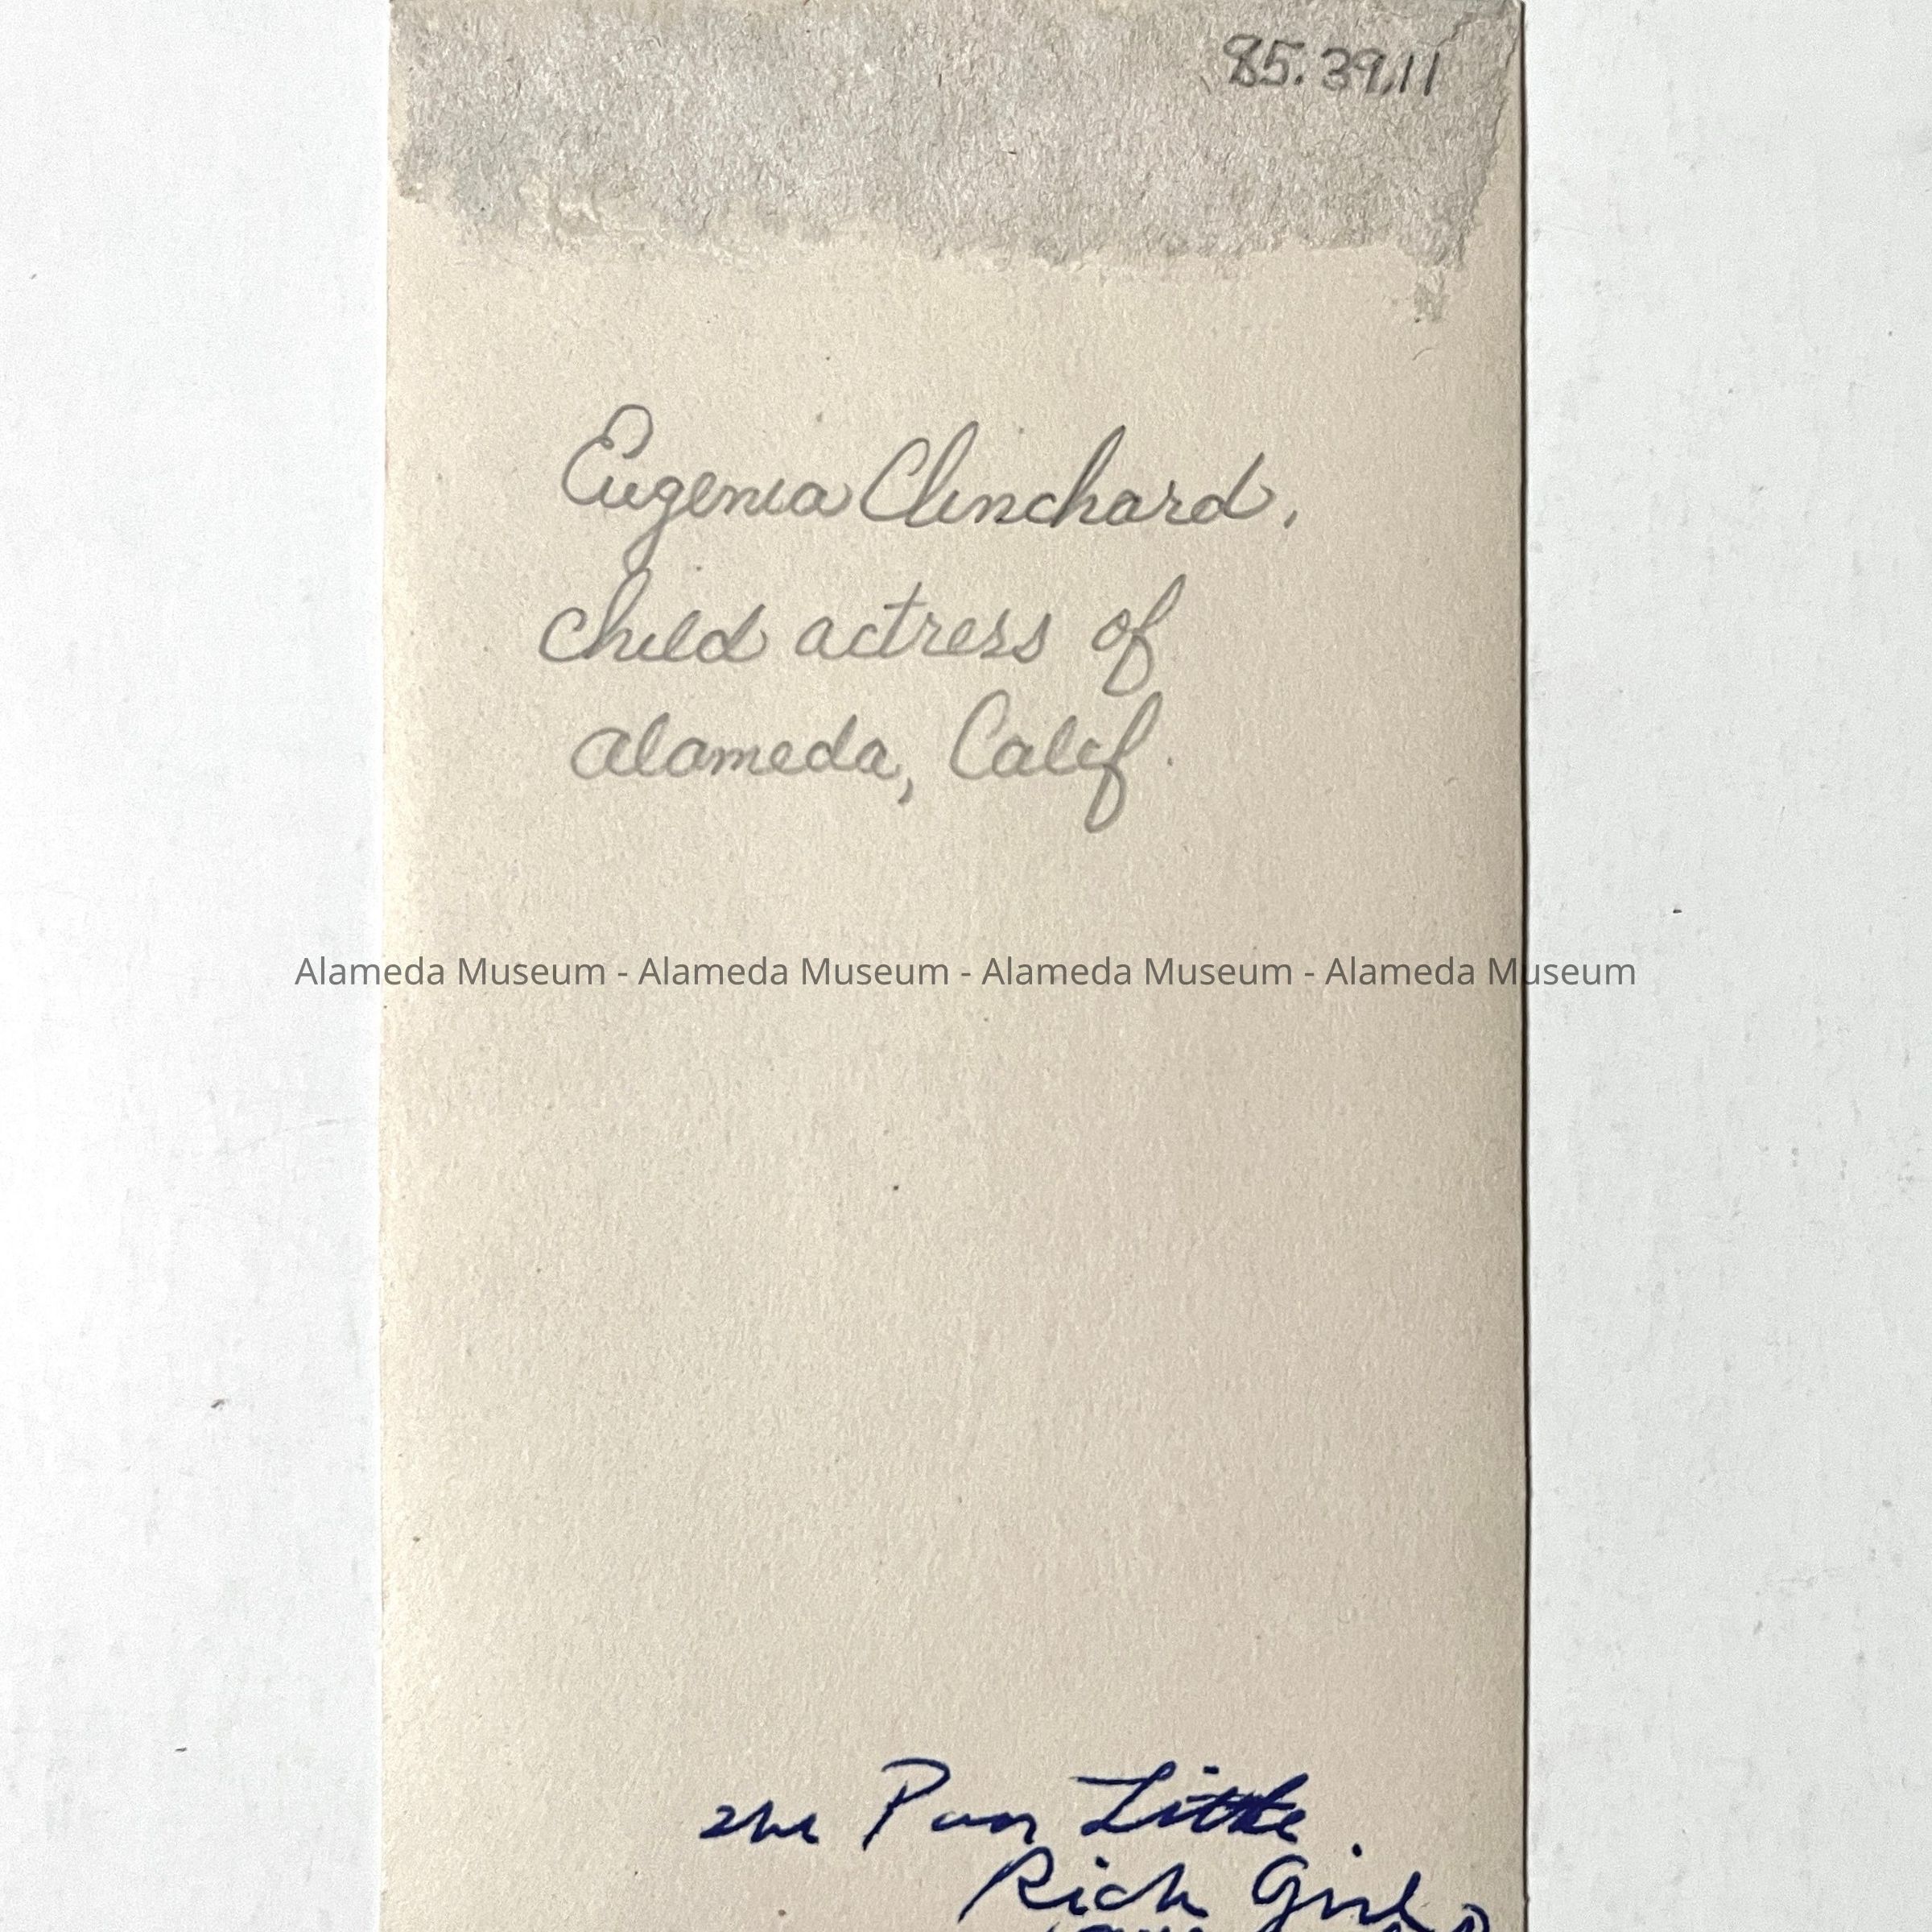 85.39.11
Eugenia Clinchard,
child actress of
Alameda, Calif.
Alameda Museum - Alameda Museum - Alameda Museum - Alameda Museum
The Poor Little
Rich Girl